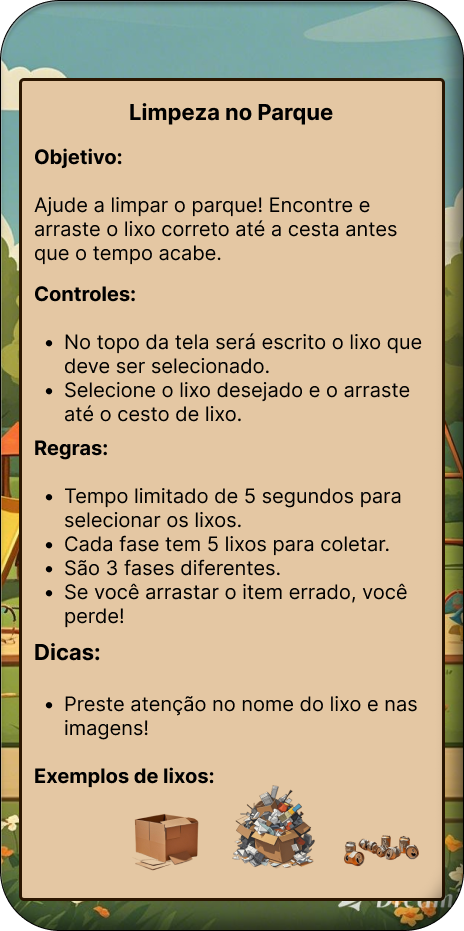 Limpeza no Parque
Objetivo:
Ajude a limpar o parque! Encontre e
arraste o lixo correto até a cesta antes
que o tempo acabe.
Controles:
• No topo da tela será escrito o lixo que
deve ser selecionado.
• Selecione o lixo desejado e o arraste
até o cesto de lixo.
Regras:
• Tempo limitado de 5 segundos para
selecionar os lixos.
• Cada fase tem 5 lixos para coletar.
• São 3 fases diferentes.
• Se você arrastar o item errado, você
perde!
Dicas:
• Preste atenção no nome do lixo e nas
imagens!
Exemplos de lixos: